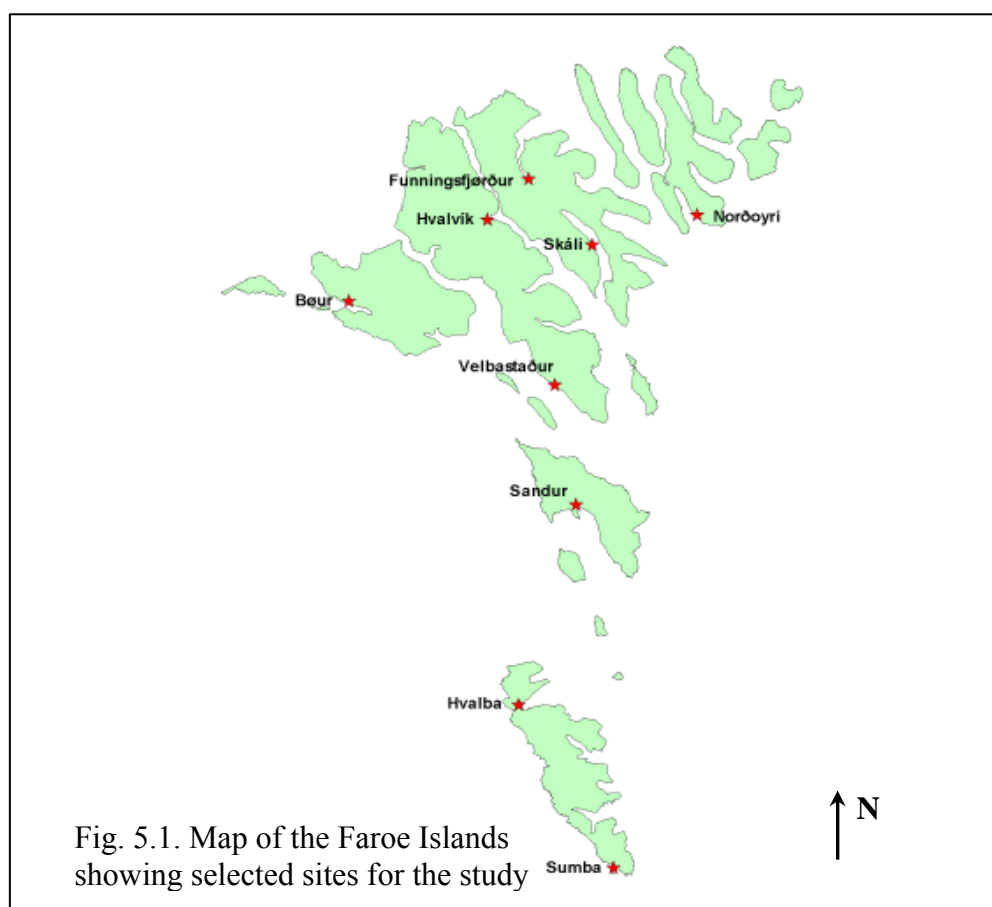 Funningsfjørður
Hvalvík
Norðoyri
Skáli
Bøur
Velbastaður
Sandur
Hvalba
N
Fig. 5.1. Map of the Faroe Islands
showing selected sites for the study
Sumba